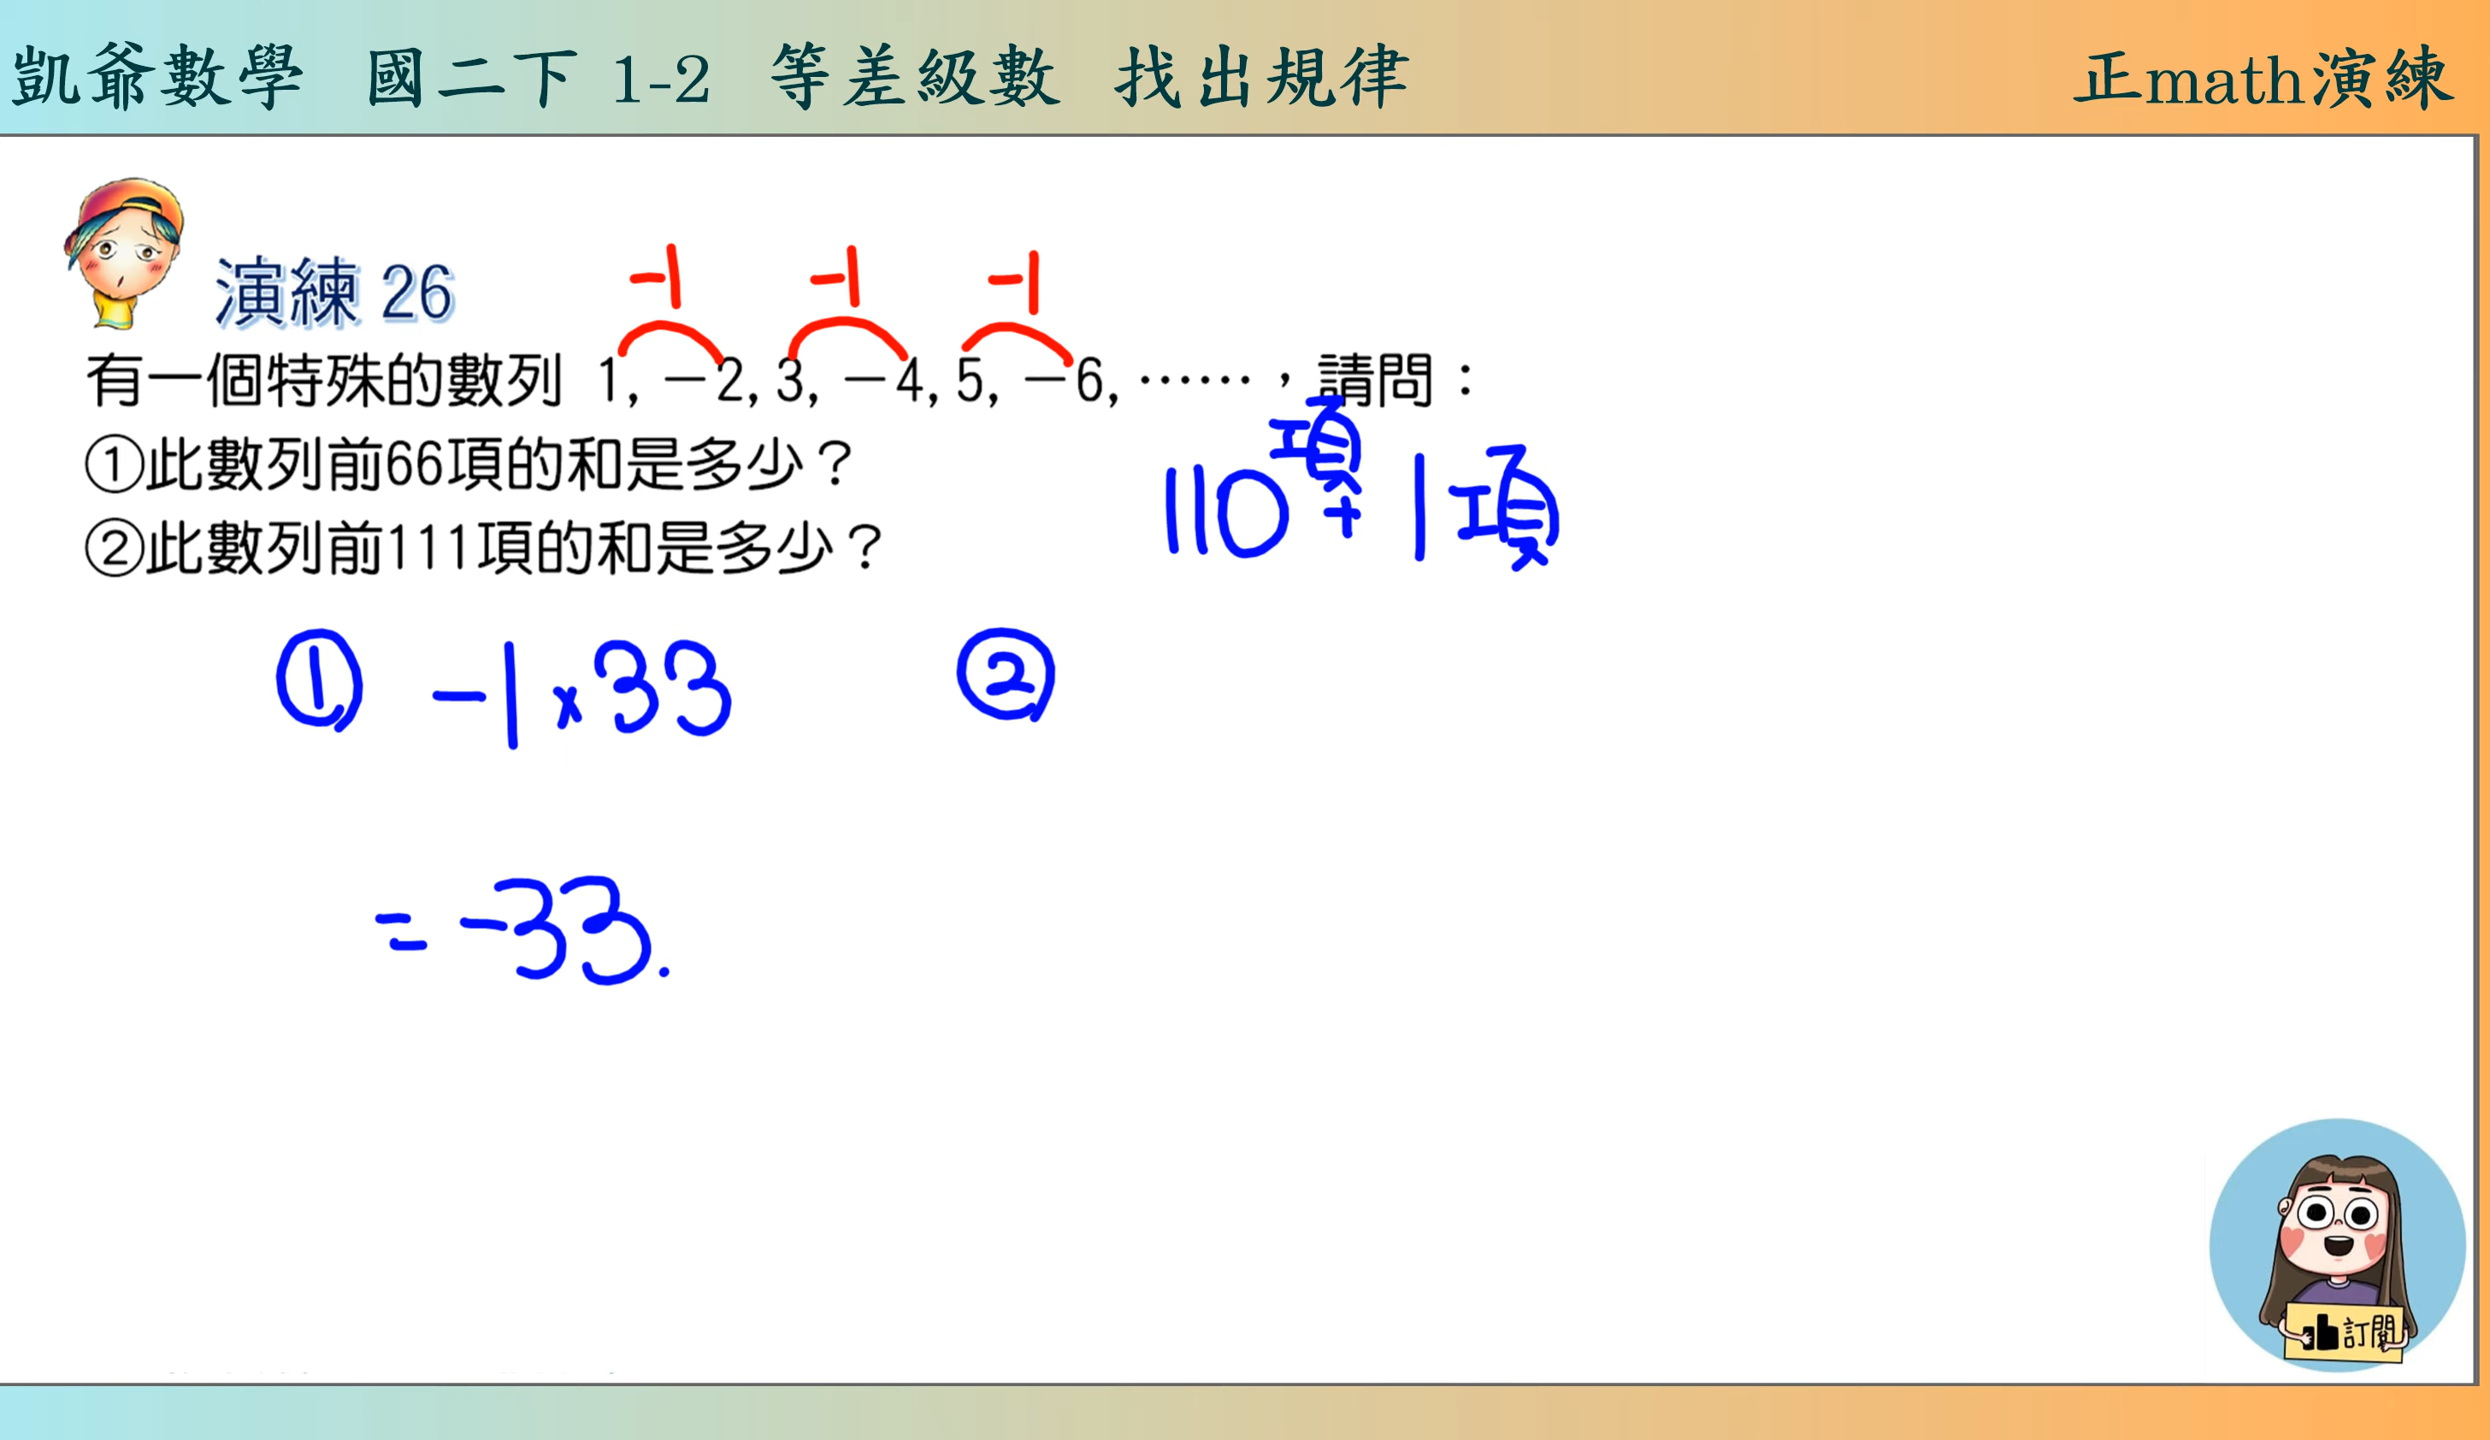 凱爺數學 國二下 1-2 等差級數 找出規律
正math演練
演練 26
-1 -1 -1
有一個特殊的數列 1, －2, 3, －4, 5, －6, ……，請問：
①此數列前66項的和是多少？
②此數列前111項的和是多少？
110項+1項
① -1×33
= -33.
②
訂閱